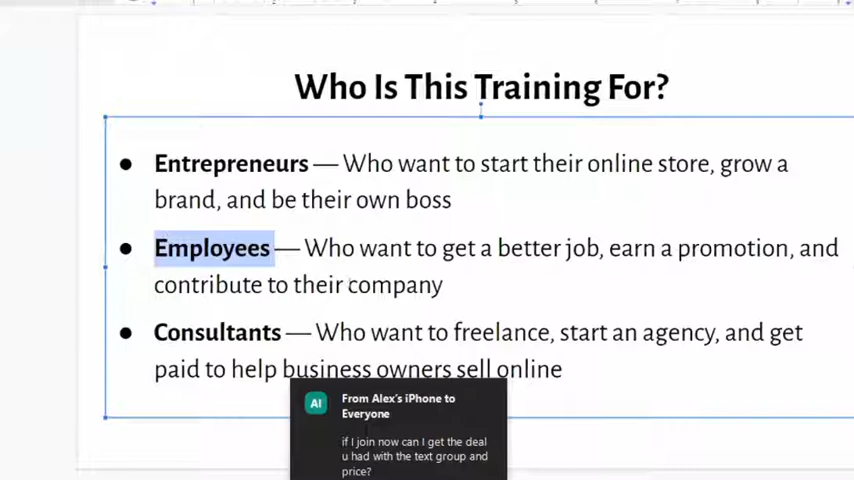 Who Is This Training For?
● Entrepreneurs — Who want to start their online store, grow a
brand, and be their own boss
● Employees — Who want to get a better job, earn a promotion, and
contribute to their company
● Consultants — Who want to freelance, start an agency, and get
paid to help business owners sell online
AI
From Alex's iPhone to
Everyone
if I join now can I get the deal
u had with the text group and
price?